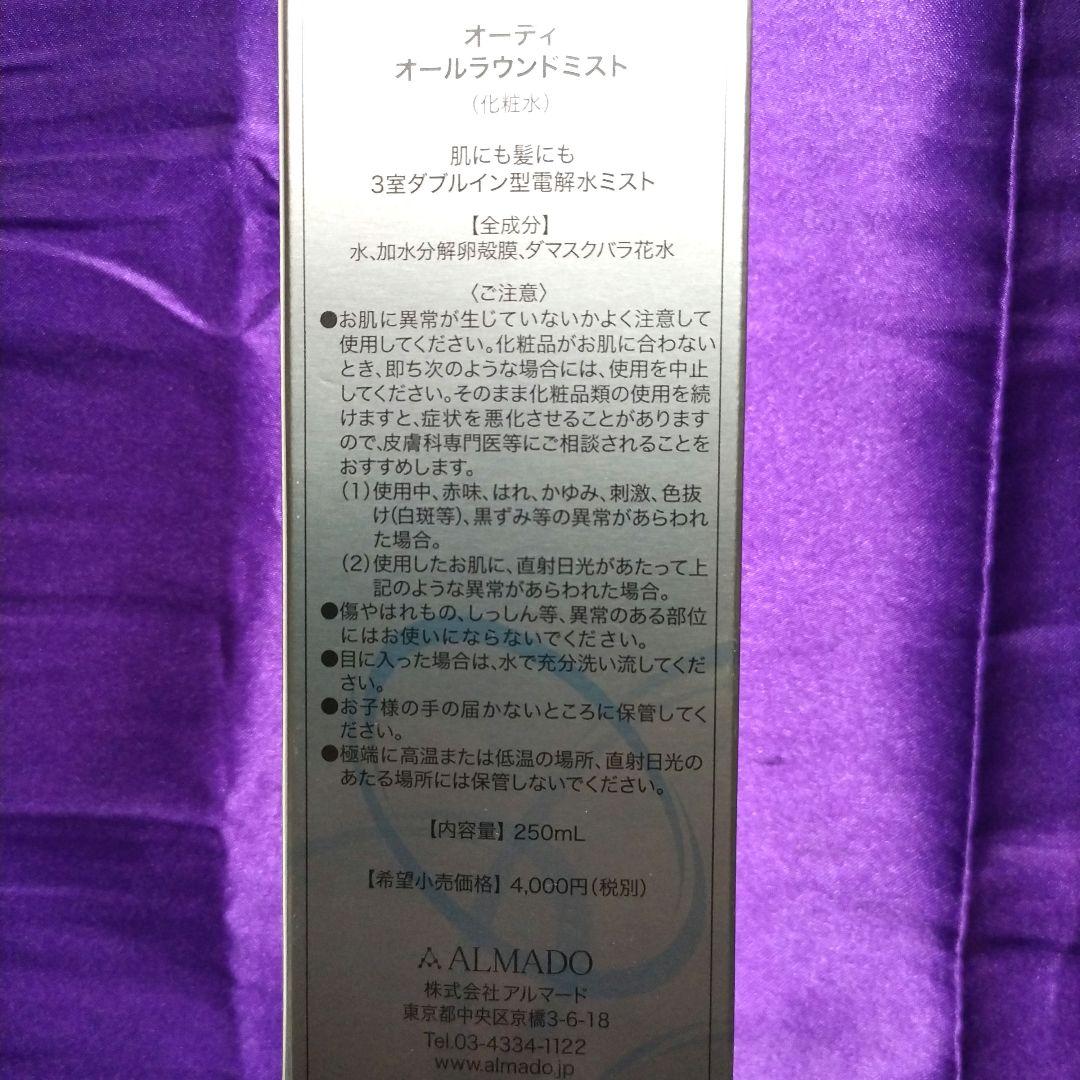 オーディ
オールラウンドミスト
（化粧水）
肌にも髪にも
3室ダブルイン型電解水ミスト
【全成分】
水、加水分解卵殻膜、ダマスクバラ花水
〈ご注意〉
●お肌に異常が生じていないかよく注意して
使用してください。化粧品がお肌に合わない
とき、即ち次のような場合には、使用を中止
してください。そのまま化粧品類の使用を続
けますと、症状を悪化させることがあります
ので、皮膚科専門医等にご相談されることを
おすすめします。
（1）使用中、赤味、はれ、かゆみ、刺激、色抜
け(白斑等)、黒ずみ等の異常があらわれ
た場合。
（2）使用したお肌に、直射日光があたって上
記のような異常があらわれた場合。
●傷やはれもの、しっしん等、異常のある部位
にはお使いにならないでください。
●目に入った場合は、水で充分洗い流してくだ
さい。
●お子様の手の届かないところに保管してく
ださい。
●極端に高温または低温の場所、直射日光の
あたる場所には保管しないでください。
【内容量】250mL
【希望小売価格】4,000円（税別）
ALMADO
株式会社アルマード
東京都中央区京橋3-6-18
Tel.03-4334-1122
www.almado.jp